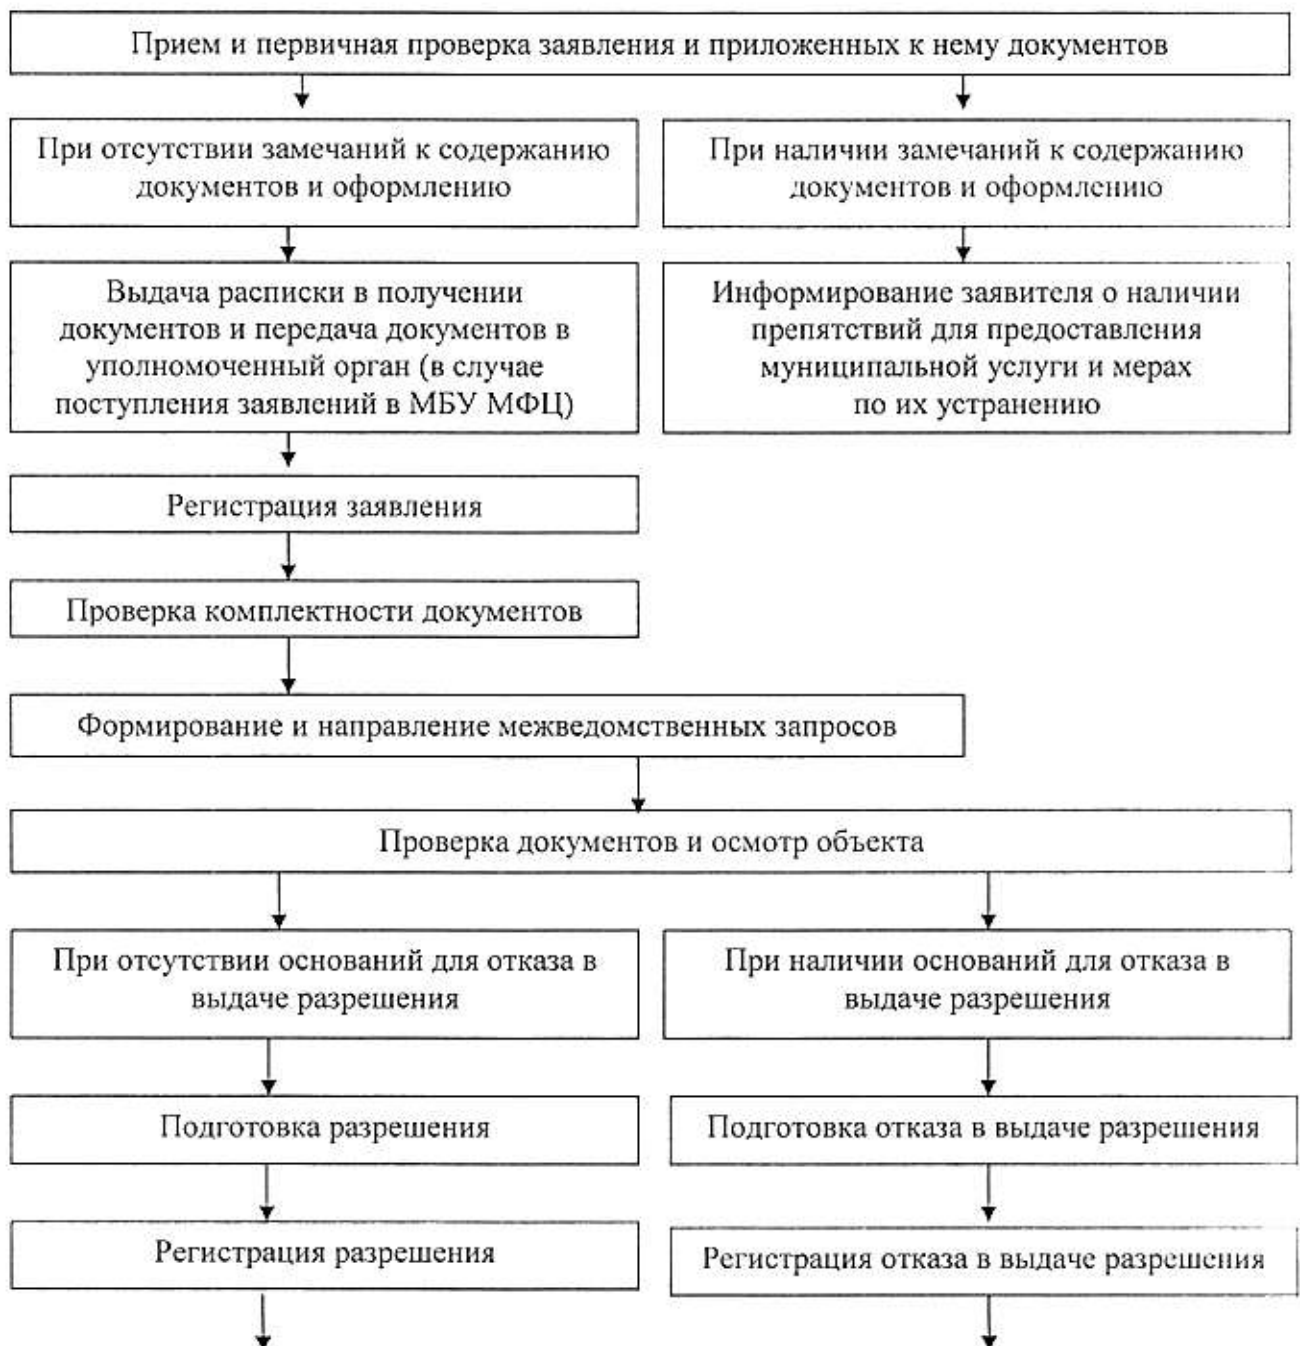 Прием и первичная проверка заявления и приложенных к нему документов
При отсутствии замечаний к содержанию
документов и оформлению
При наличии замечаний к содержанию
документов и оформлению
Выдача расписки в получении
документов и передача документов в
уполномоченный орган (в случае
поступления заявлений в МБУ МФЦ)
Информирование заявителя о наличии
препятствий для предоставления
муниципальной услуги и мерах
по их устранению
Регистрация заявления
Проверка комплектности документов
Формирование и направление межведомственных запросов
Проверка документов и осмотр объекта
При отсутствии оснований для отказа в
выдаче разрешения
При наличии оснований для отказа в
выдаче разрешения
Подготовка разрешения
Подготовка отказа в выдаче разрешения
Регистрация разрешения
Регистрация отказа в выдаче разрешения